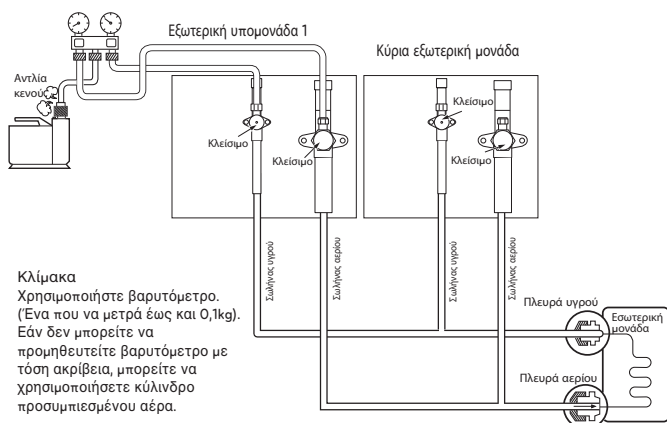 Εξωτερική υπομονάδα 1
Κύρια εξωτερική μονάδα
Αντλία
κενού
Κλείσιμο
Κλείσιμο
Κλείσιμο
Κλείσιμο
Σωλήνας υγρού
Σωλήνας αερίου
Σωλήνας υγρού
Σωλήνας αερίου
Κλίμακα
Χρησιμοποιήστε βαρυτόμετρο.
(Ένα που να μετρά έως και 0,1kg).
Εάν δεν μπορείτε να
προμηθευτείτε βαρυτόμετρο με
τόση ακρίβεια, μπορείτε να
χρησιμοποιήσετε κύλινδρο
προσυμπιεσμένου αέρα.
Πλευρά υγρού
Εσωτερική
μονάδα
Πλευρά αερίου